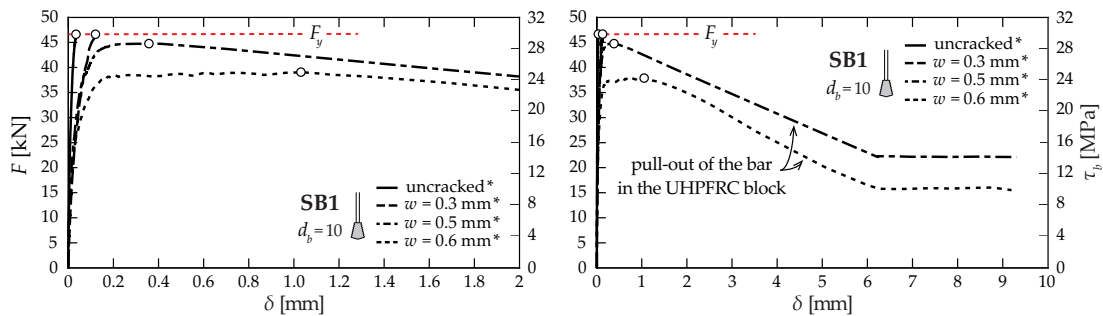 50
45
40
35
30
25
20
15
10
5
0
F [kN]
0 0.2 0.4 0.6 0.8 1.0 1.2 1.4 1.6 1.8 2
δ [mm]
32
28
24
20
16
12
8
4
0
F_y
SB1
d_b = 10
uncracked*
w = 0.3 mm*
w = 0.5 mm*
w = 0.6 mm*
50
45
40
35
30
25
20
15
10
5
0
0 1 2 3 4 5 6 7 8 9 10
δ [mm]
32
28
24
20
16
12
8
4
0
τ_b [MPa]
F_y
SB1
d_b = 10
uncracked*
w = 0.3 mm*
w = 0.5 mm*
w = 0.6 mm*
pull-out of the bar
in the UHPFRC block